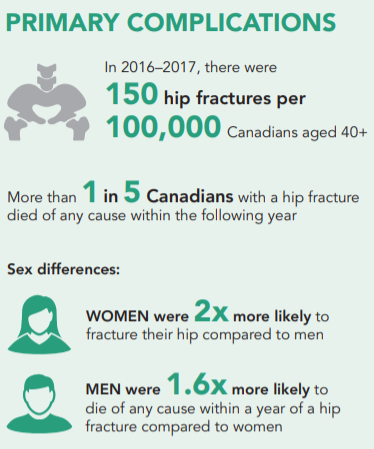 PRIMARY COMPLICATIONS
In 2016–2017, there were
150 hip fractures per
100,000 Canadians aged 40+
More than 1 in 5 Canadians with a hip fracture
died of any cause within the following year
Sex differences:
WOMEN were 2x more likely to
fracture their hip compared to men
MEN were 1.6x more likely to
die of any cause within a year of a hip
fracture compared to women